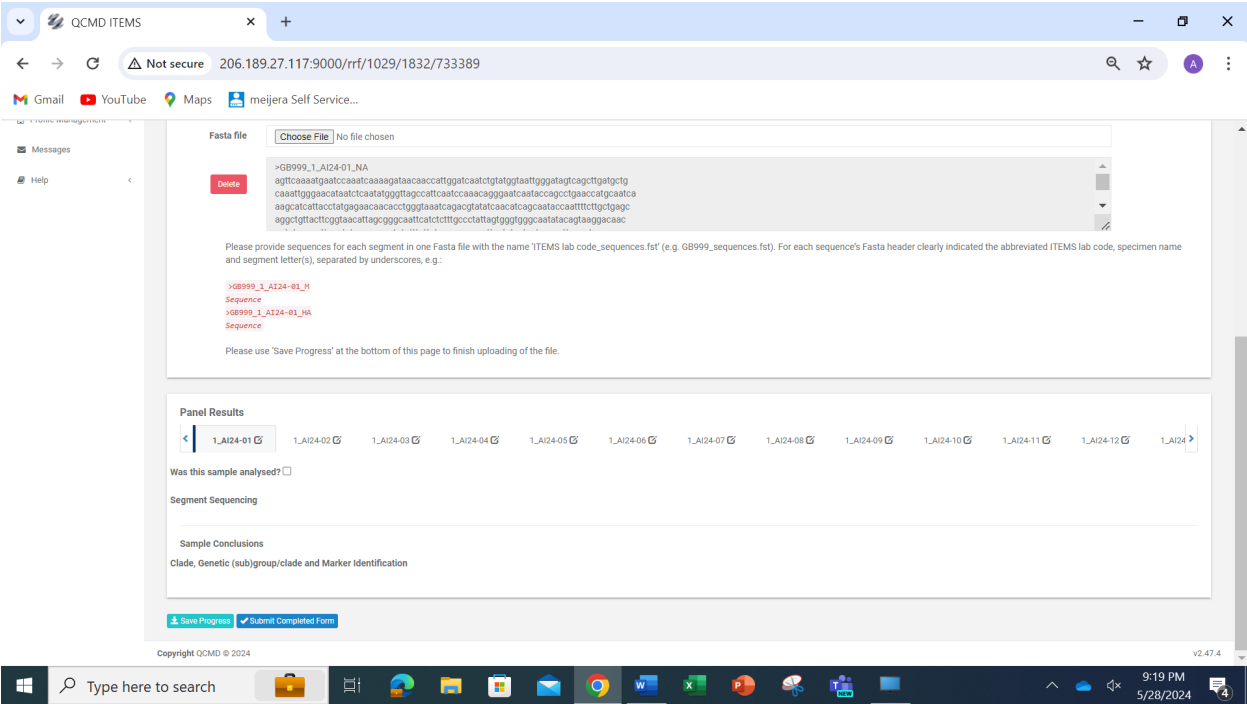 QCMD ITEMS
Not secure 206.189.27.117:9000/rrf/1029/1832/733389
A
Gmail YouTube Maps meijera Self Service...
Profile Management
Messages
Help
Fasta file Choose File No file chosen
Delete
>GB999_1_AI24-01_NA
agttcaaaatgaatccaaatcaaaagataacaaccattggatcaatctgtatggtaattgggatagtcagcttgatgctg
caaattgggaacataatctcaatatgggttagccattcaatccaaacagggaatcaataccagcctgaaccatgcaatca
aagcatcattacctatgagaacaacacctgggtaaatcagacgtatatcaacatcagcaataccaattttcttgctgagc
aggctgttacttcggtaacattagcgggcaattcatctctttgccctattagtgggtgggcaatatacagtaaggacaac
Please provide sequences for each segment in one Fasta file with the name 'ITEMS lab code_sequences.fst' (e.g. GB999_sequences.fst). For each sequence's Fasta header clearly indicated the abbreviated ITEMS lab code, specimen name
and segment letter(s), separated by underscores, e.g.:
>GB999_1_AI24-01_M
Sequence
>GB999_1_AI24-01_HA
Sequence
Please use 'Save Progress' at the bottom of this page to finish uploading of the file.
Panel Results
1_AI24-01 1_AI24-02 1_AI24-03 1_AI24-04 1_AI24-05 1_AI24-06 1_AI24-07 1_AI24-08 1_AI24-09 1_AI24-10 1_AI24-11 1_AI24-12 1_AI24
Was this sample analysed?
Segment Sequencing
Sample Conclusions
Clade, Genetic (sub)group/clade and Marker Identification
Save Progress Submit Completed Form
Copyright QCMD © 2024 v2.47.4
Type here to search
NEW
9:19 PM
5/28/2024
4